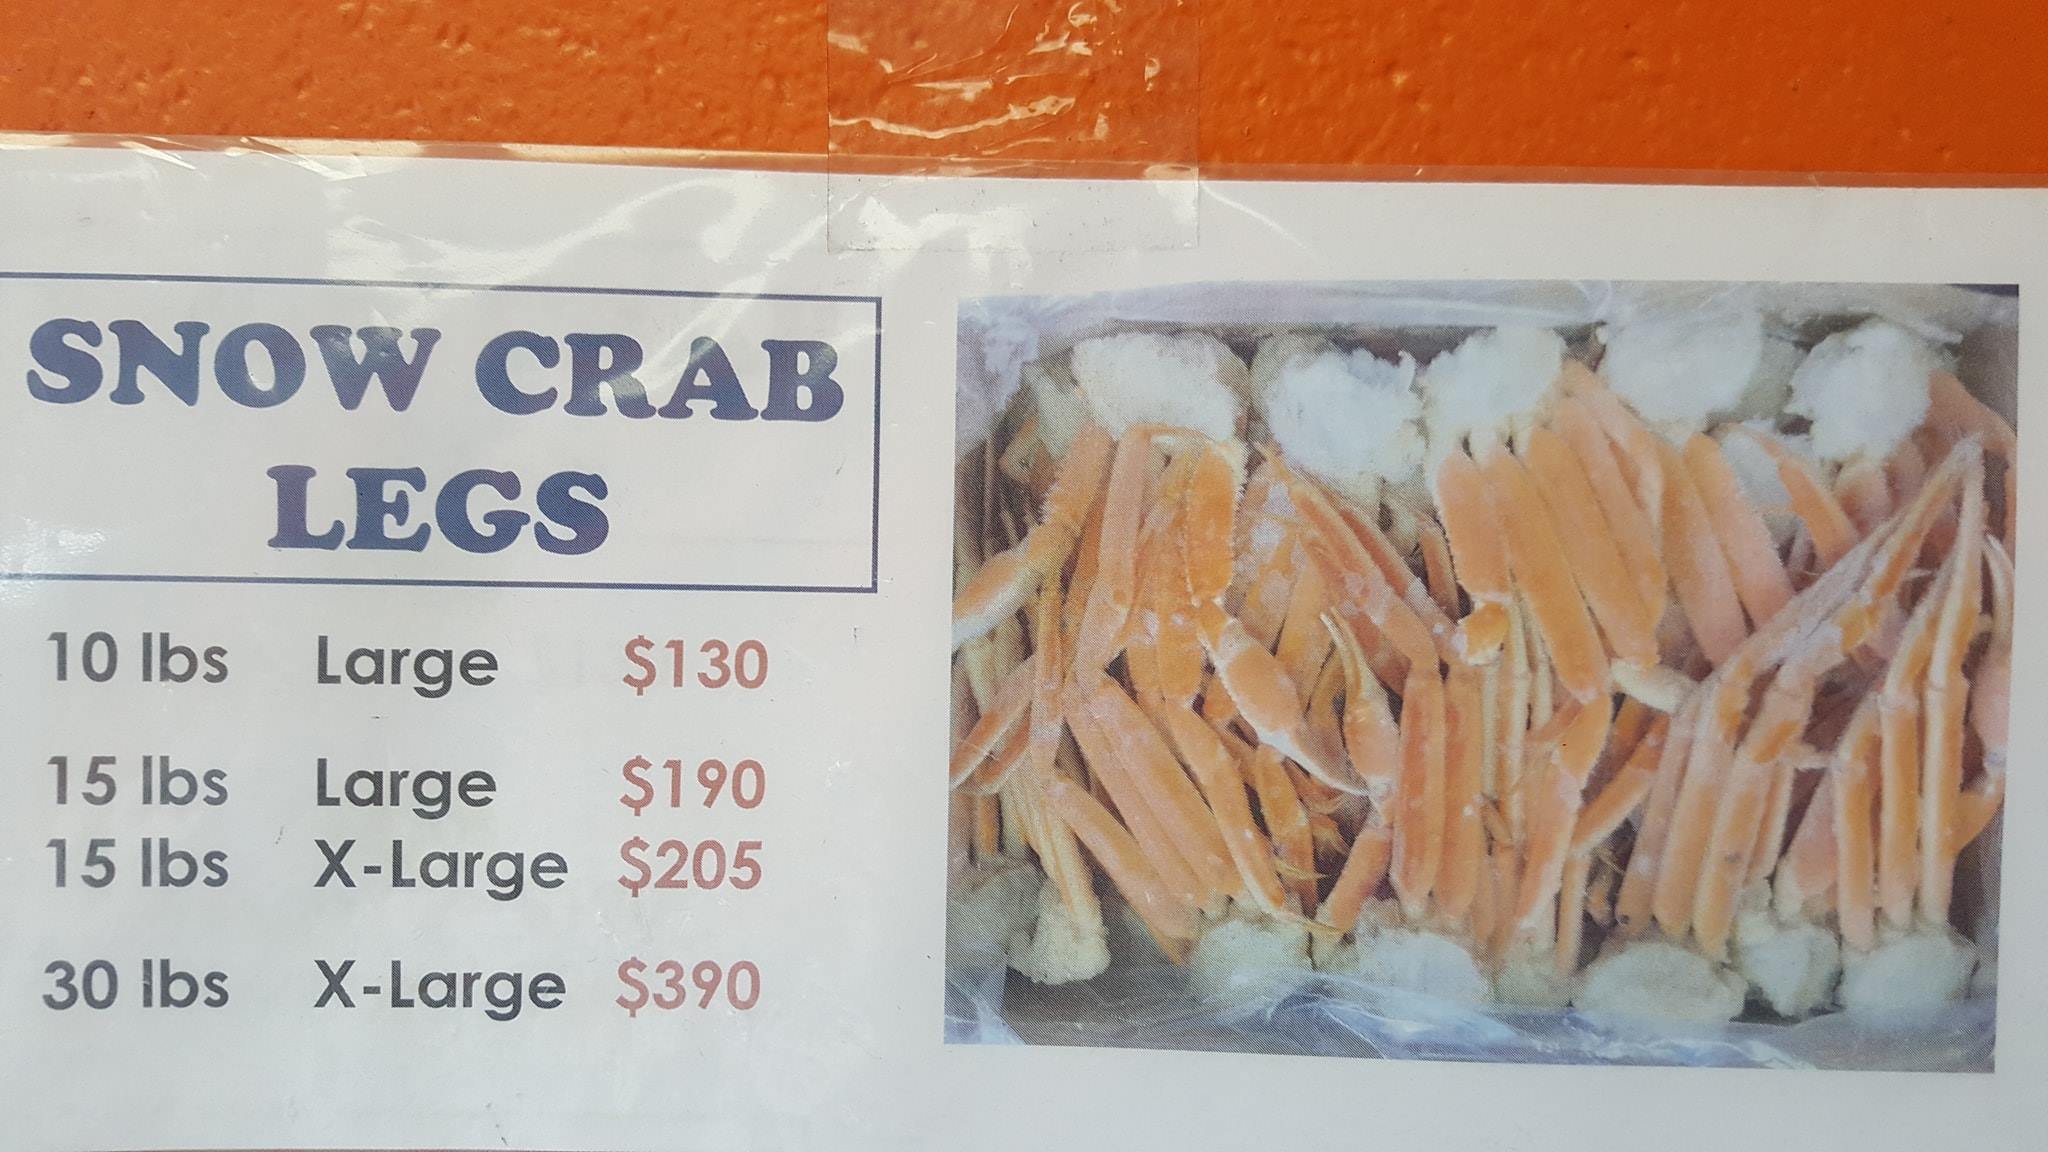 SNOW CRAB
LEGS
10 lbs Large $130
15 lbs Large $190
15 lbs X-Large $205
30 lbs X-Large $390